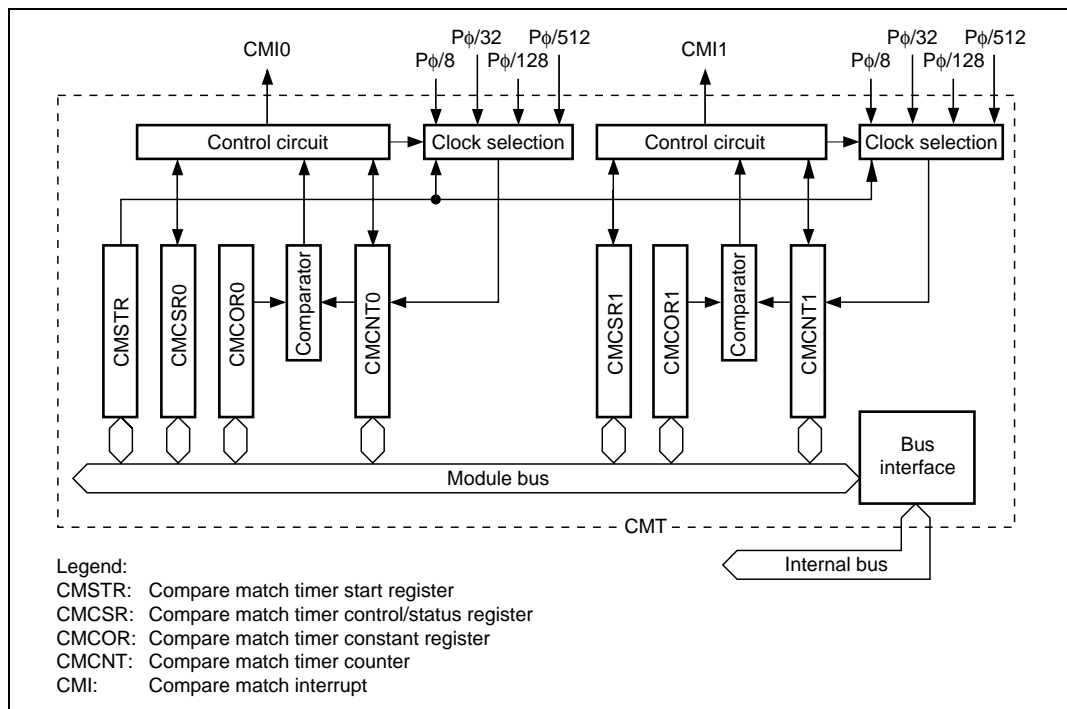 CMI0
Pϕ/8
Pϕ/32
Pϕ/128
Pϕ/512
CMI1
Pϕ/8
Pϕ/32
Pϕ/128
Pϕ/512
Control circuit
Clock selection
Control circuit
Clock selection
CMSTR
CMCSR0
CMCOR0
Comparator
CMCNT0
CMCSR1
CMCOR1
Comparator
CMCNT1
Bus
interface
Module bus
CMT
Internal bus
Legend:
CMSTR: Compare match timer start register
CMCSR: Compare match timer control/status register
CMCOR: Compare match timer constant register
CMCNT: Compare match timer counter
CMI: Compare match interrupt